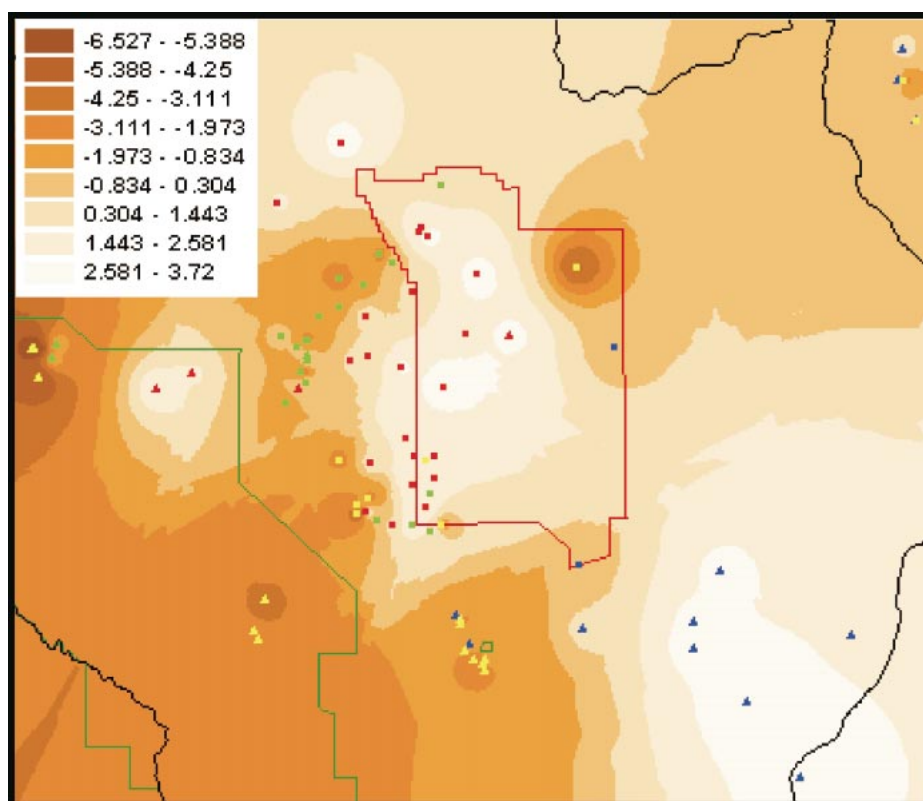 -6.527 - -5.388
-5.388 - -4.25
-4.25 - -3.111
-3.111 - -1.973
-1.973 - -0.834
-0.834 - 0.304
0.304 - 1.443
1.443 - 2.581
2.581 - 3.72